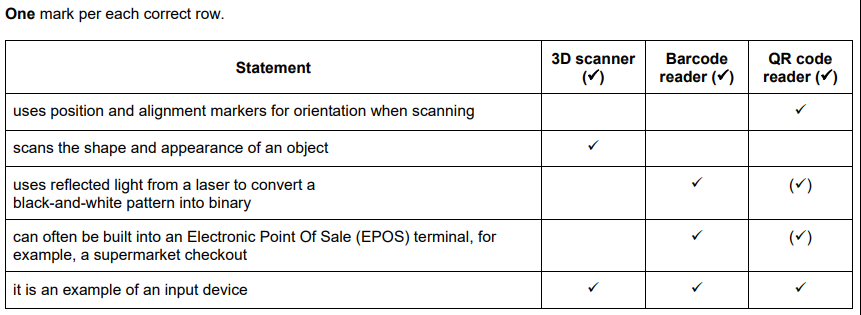 One mark per each correct row.
Statement
3D scanner
(✓)
Barcode
reader (✓)
QR code
reader (✓)
uses position and alignment markers for orientation when scanning
✓
scans the shape and appearance of an object
✓
uses reflected light from a laser to convert a
black-and-white pattern into binary
✓
(✓)
can often be built into an Electronic Point Of Sale (EPOS) terminal, for
example, a supermarket checkout
✓
(✓)
it is an example of an input device
✓
✓
✓